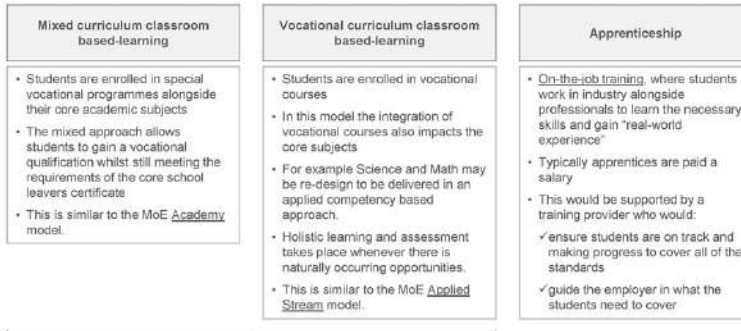 Mixed curriculum classroom
based-learning
• Students are enrolled in special
vocational programmes alongside
their core academic subjects
• The mixed approach allows
students to gain a vocational
qualification whilst still meeting the
requirements of the core school
leavers certificate
• This is similar to the MoE Academy
model.
Vocational curriculum classroom
based-learning
• Students are enrolled in vocational
courses
• In this model the integration of
vocational courses also impacts the
core subjects
• For example Science and Math may
be re-design to be delivered in an
applied competency based
approach.
• Holistic learning and assessment
takes place whenever there is
naturally occurring opportunities.
• This is similar to the MoE Applied
Stream model.
Apprenticeship
• On-the-job training, where students
work in industry alongside
professionals to learn the necessary
skills and gain "real-world
experience"
• Typically apprentices are paid a
salary
• This would be supported by a
training provider who would:
✓ensure students are on track and
making progress to cover all of the
standards
✓guide the employer in what the
students need to cover